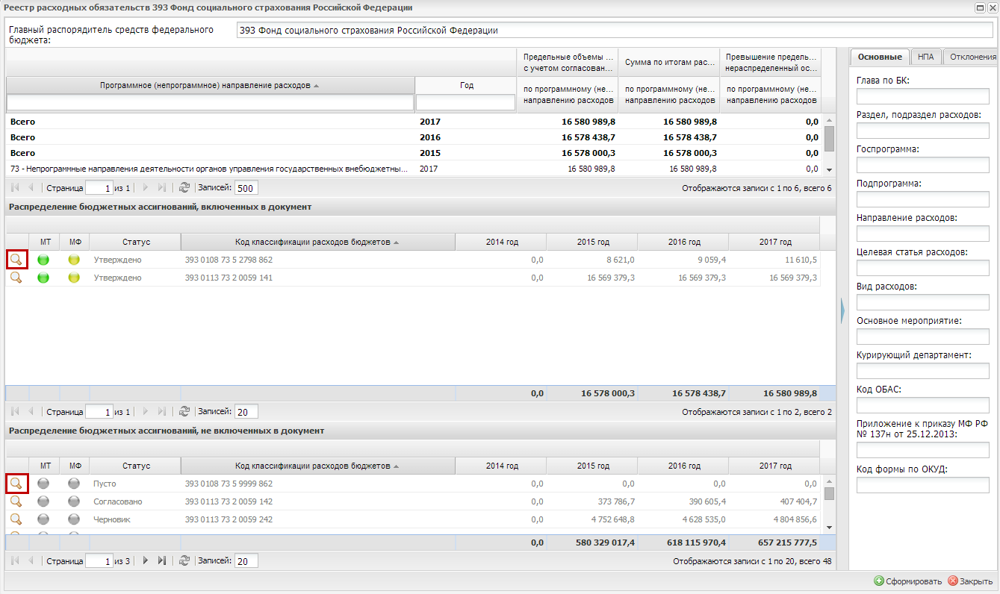 Реестр расходных обязательств 393 Фонд социального страхования Российской Федерации
Главный распорядитель средств федерального бюджета:
393 Фонд социального страхования Российской Федерации
Предельные объемы ... с учетом согласован...
Сумма по итогам рас...
Превышение предель... нераспределенный ос...
Программное (непрограммное) направление расходов
Год
по программному (не... направлению расходов
по программному (не... направлению расходов
по программному (не... направлению расходов
Всего 2017 16 580 989,8 16 580 989,8 0,0
Всего 2016 16 578 438,7 16 578 438,7 0,0
Всего 2015 16 578 000,3 16 578 000,3 0,0
73 - Непрограммные направления деятельности органов управления государственных внебюджетны... 2017 16 580 989,8 16 580 989,8 0,0
Страница 1 из 1 Записей: 500 Отображаются записи с 1 по 6, всего 6
Распределение бюджетных ассигнований, включенных в документ
МТ МФ Статус Код классификации расходов бюджетов 2014 год 2015 год 2016 год 2017 год
Утверждено 393 0108 73 5 2798 862 0,0 8 621,0 9 059,4 11 610,5
Утверждено 393 0113 73 2 0059 141 0,0 16 569 379,3 16 569 379,3 16 569 379,3
0,0 16 578 000,3 16 578 438,7 16 580 989,8
Страница 1 из 1 Записей: 20 Отображаются записи с 1 по 2, всего 2
Распределение бюджетных ассигнований, не включенных в документ
МТ МФ Статус Код классификации расходов бюджетов 2014 год 2015 год 2016 год 2017 год
Пусто 393 0108 73 5 9999 862 0,0 0,0 0,0 0,0
Согласовано 393 0113 73 2 0059 142 0,0 373 786,7 390 605,4 407 404,7
Черновик 393 0113 73 2 0059 242 0,0 4 752 648,8 4 628 535,0 4 804 856,6
0,0 580 329 017,4 618 115 970,4 657 215 777,5
Страница 1 из 3 Записей: 20 Отображаются записи с 1 по 20, всего 48
Основные НПА Отклонения
Глава по БК:
Раздел, подраздел расходов:
Госпрограмма:
Подпрограмма:
Направление расходов:
Целевая статья расходов:
Вид расходов:
Основное мероприятие:
Курирующий департамент:
Код ОБАС:
Приложение к приказу МФ РФ
№ 137н от 25.12.2013:
Код формы по ОКУД:
Сформировать Закрыть